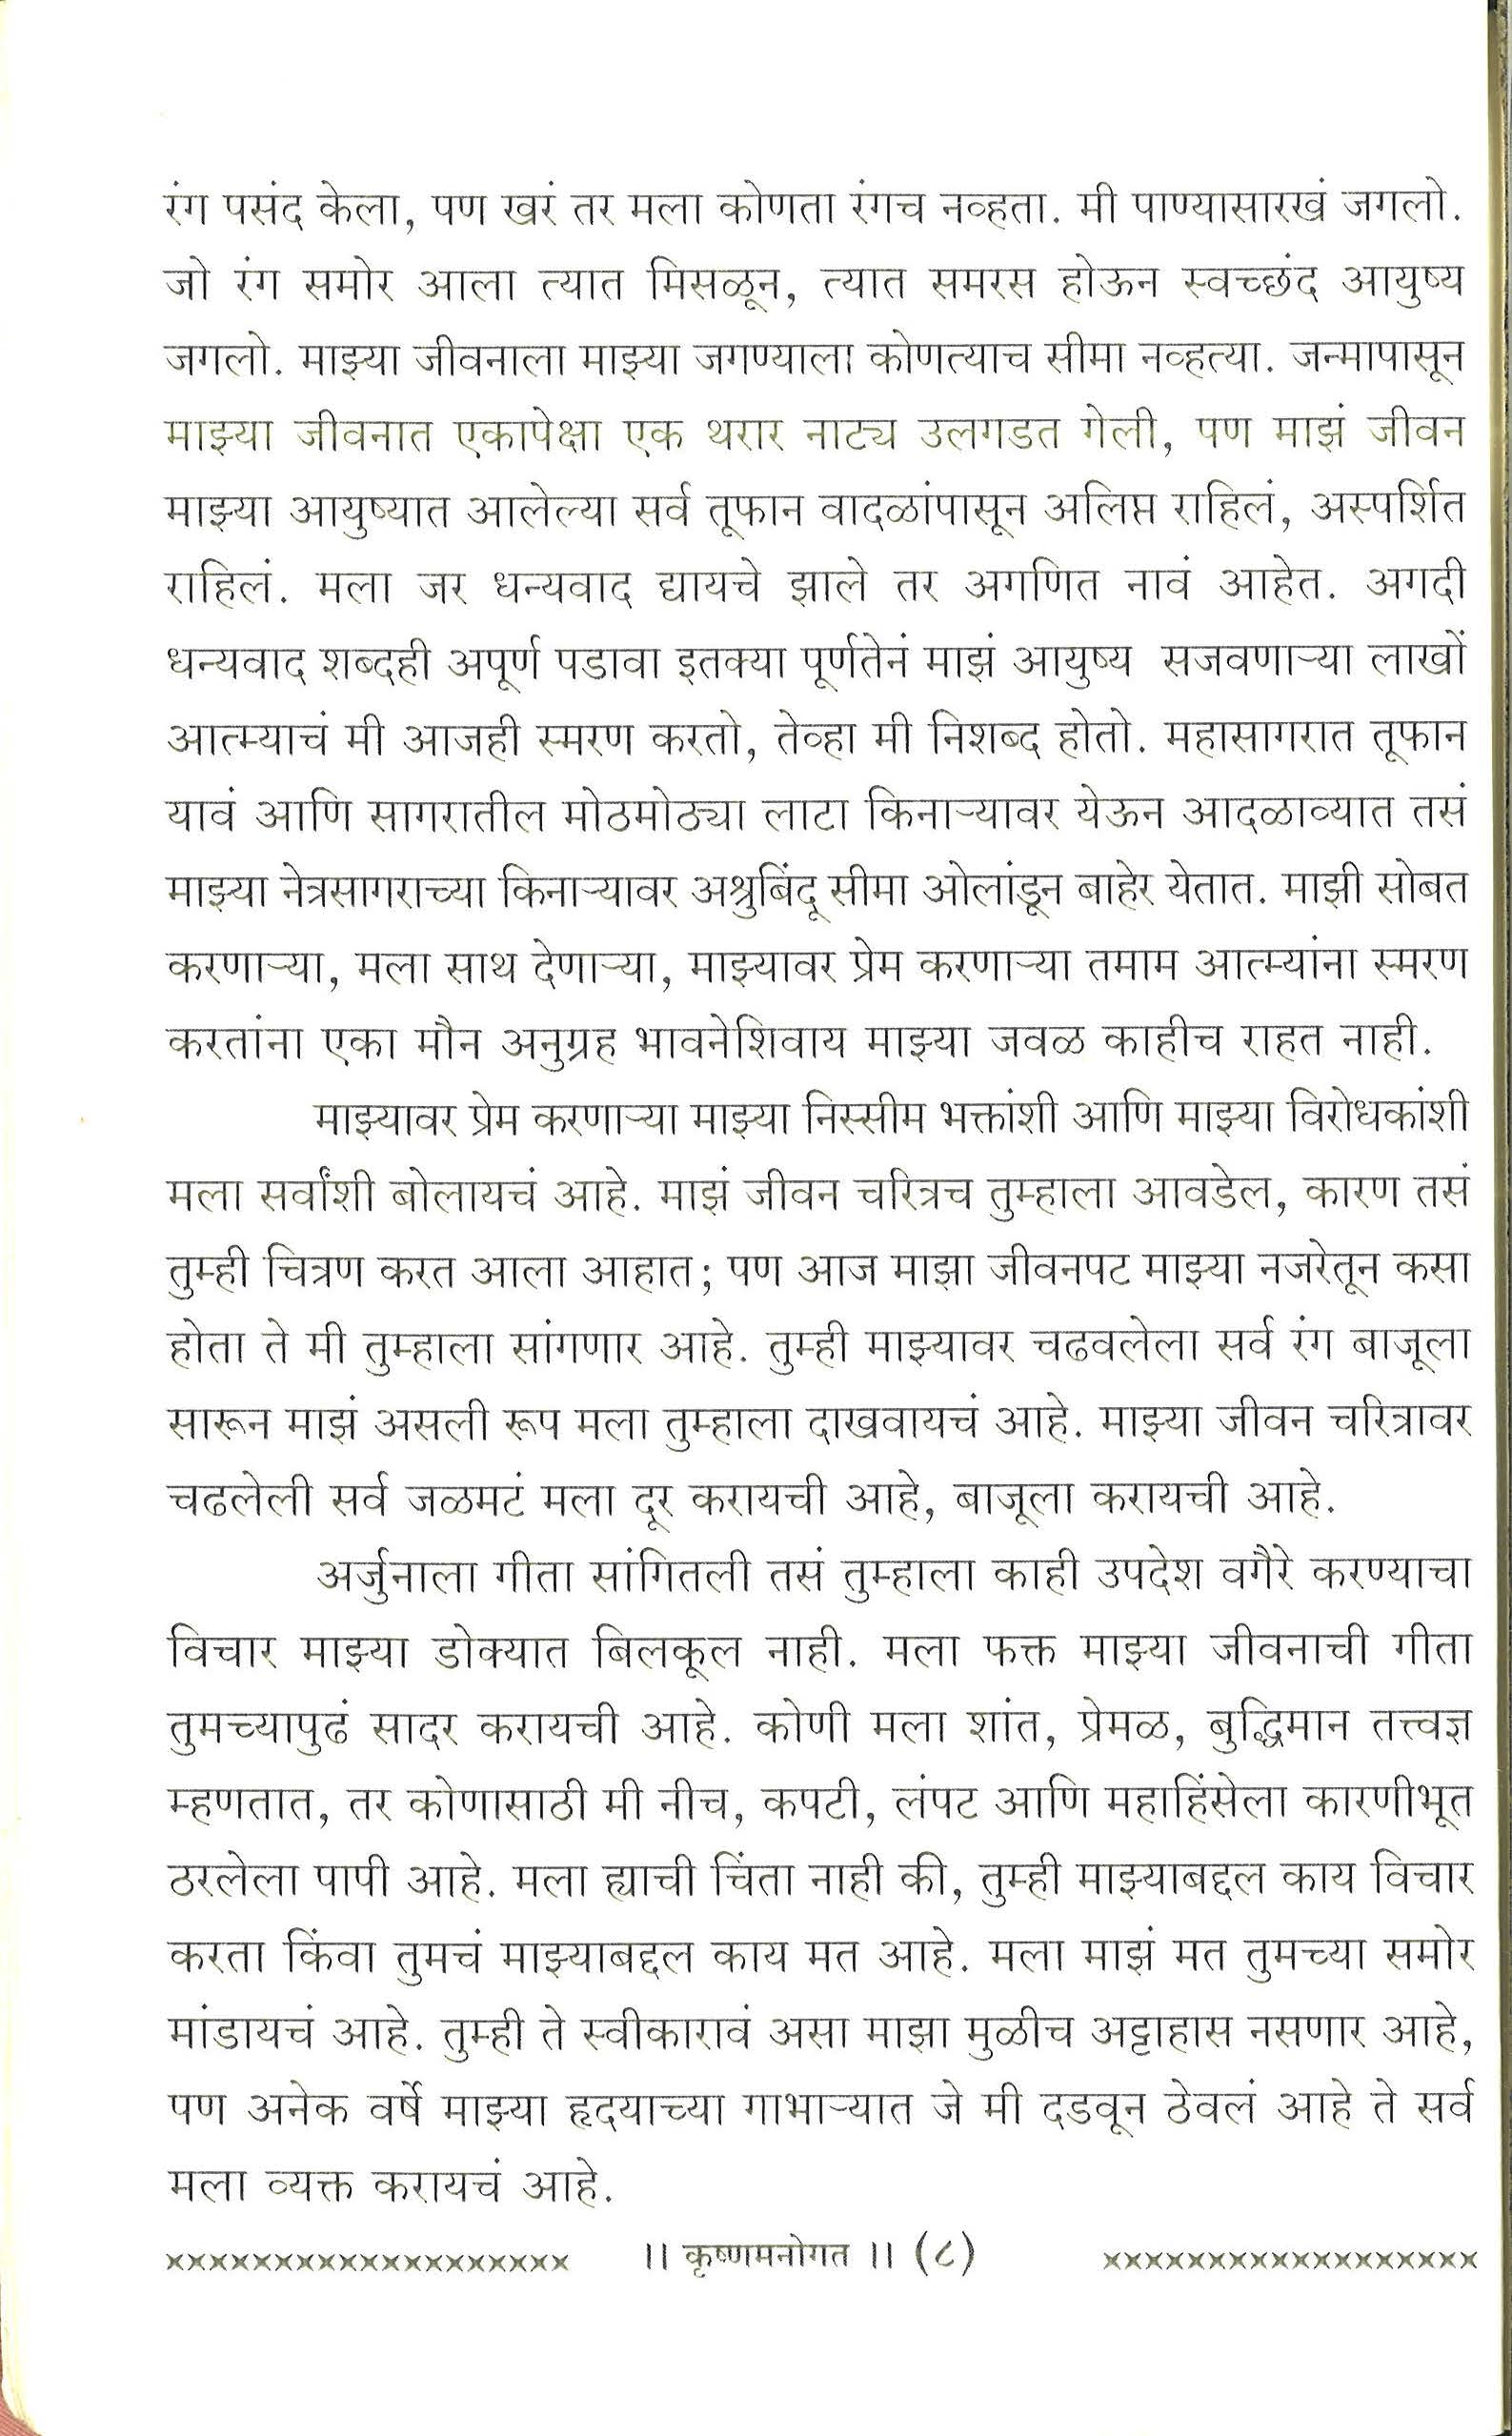 रंग पसंद केला, पण खरं तर मला कोणता रंगच नव्हता. मी पाण्यासारखं जगलो.
जो रंग समोर आला त्यात मिसळून, त्यात समरस होऊन स्वच्छंद आयुष्य
जगलो. माझ्या जीवनाला माझ्या जगण्याला कोणत्याच सीमा नव्हत्या. जन्मापासून
माझ्या जीवनात एकापेक्षा एक थरार नाट्य उलगडत गेली, पण माझं जीवन
माझ्या आयुष्यात आलेल्या सर्व तूफान वादळांपासून अलिप्त राहिलं, अस्पर्शित
राहिलं. मला जर धन्यवाद द्यायचे झाले तर अगणित नावं आहेत. अगदी
धन्यवाद शब्दही अपूर्ण पडावा इतक्या पूर्णतेनं माझं आयुष्य सजवणाऱ्या लाखों
आत्म्याचं मी आजही स्मरण करतो, तेव्हा मी निशब्द होतो. महासागरात तूफान
यावं आणि सागरातील मोठमोठ्या लाटा किनाऱ्यावर येऊन आदळाव्यात तसं
माझ्या नेत्रसागराच्या किनाऱ्यावर अश्रुबिंदू सीमा ओलांडून बाहेर येतात. माझी सोबत
करणाऱ्या, मला साथ देणाऱ्या, माझ्यावर प्रेम करणाऱ्या तमाम आत्म्यांना स्मरण
करतांना एका मौन अनुग्रह भावनेशिवाय माझ्या जवळ काहीच राहत नाही.
माझ्यावर प्रेम करणाऱ्या माझ्या निस्सीम भक्तांशी आणि माझ्या विरोधकांशी
मला सर्वांशी बोलायचं आहे. माझं जीवन चरित्रच तुम्हाला आवडेल, कारण तसं
तुम्ही चित्रण करत आला आहात; पण आज माझा जीवनपट माझ्या नजरेतून कसा
होता ते मी तुम्हाला सांगणार आहे. तुम्ही माझ्यावर चढवलेला सर्व रंग बाजूला
सारून माझं असली रूप मला तुम्हाला दाखवायचं आहे. माझ्या जीवन चरित्रावर
चढलेली सर्व जळमटं मला दूर करायची आहे, बाजूला करायची आहे.
अर्जुनाला गीता सांगितली तसं तुम्हाला काही उपदेश वगैरे करण्याचा
विचार माझ्या डोक्यात बिलकूल नाही. मला फक्त माझ्या जीवनाची गीता
तुमच्यापुढं सादर करायची आहे. कोणी मला शांत, प्रेमळ, बुद्धिमान तत्त्वज्ञ
म्हणतात, तर कोणासाठी मी नीच, कपटी, लंपट आणि महाहिंसेला कारणीभूत
ठरलेला पापी आहे. मला ह्याची चिंता नाही की, तुम्ही माझ्याबद्दल काय विचार
करता किंवा तुमचं माझ्याबद्दल काय मत आहे. मला माझं मत तुमच्या समोर
मांडायचं आहे. तुम्ही ते स्वीकारावं असा माझा मुळीच अट्टाहास नसणार आहे,
पण अनेक वर्षे माझ्या हृदयाच्या गाभाऱ्यात जे मी दडवून ठेवलं आहे ते सर्व
मला व्यक्त करायचं आहे.
xxxxxxxxxxxxxxxxxxx ।। कृष्णमनोगत ।। (८) xxxxxxxxxxxxxxxxxx